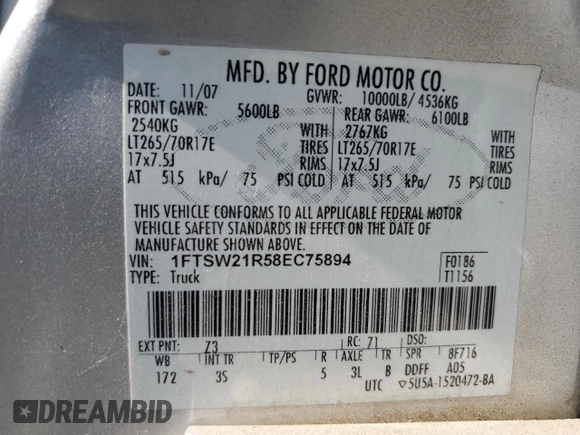 MFD. BY FORD MOTOR CO.
DATE: 11/07 GVWR: 10000LB/ 4536KG
FRONT GAWR: 5600LB REAR GAWR: 6100LB
2540KG WITH 2767KG WITH
LT265/70R17E TIRES LT265/70R17E TIRES
17x7.5J RIMS 17x7.5J RIMS
AT 515 kPa/ 75 PSI COLD AT 515 kPa/ 75 PSI COLD
THIS VEHICLE CONFORMS TO ALL APPLICABLE FEDERAL MOTOR
VEHICLE SAFETY STANDARDS IN EFFECT ON THE DATE OF
MANUFACTURE SHOWN ABOVE.
VIN: 1FTSW21R58EC75894 F0186
TYPE: Truck T1156
EXT PNT: Z3 RC: 71 DSO:
WB INT TR TP/PS R AXLE TR SPR 8F716
172 3S 5 3L B DDFF A05
UTC ▽5U5A-1520472-BA
DREAMBID